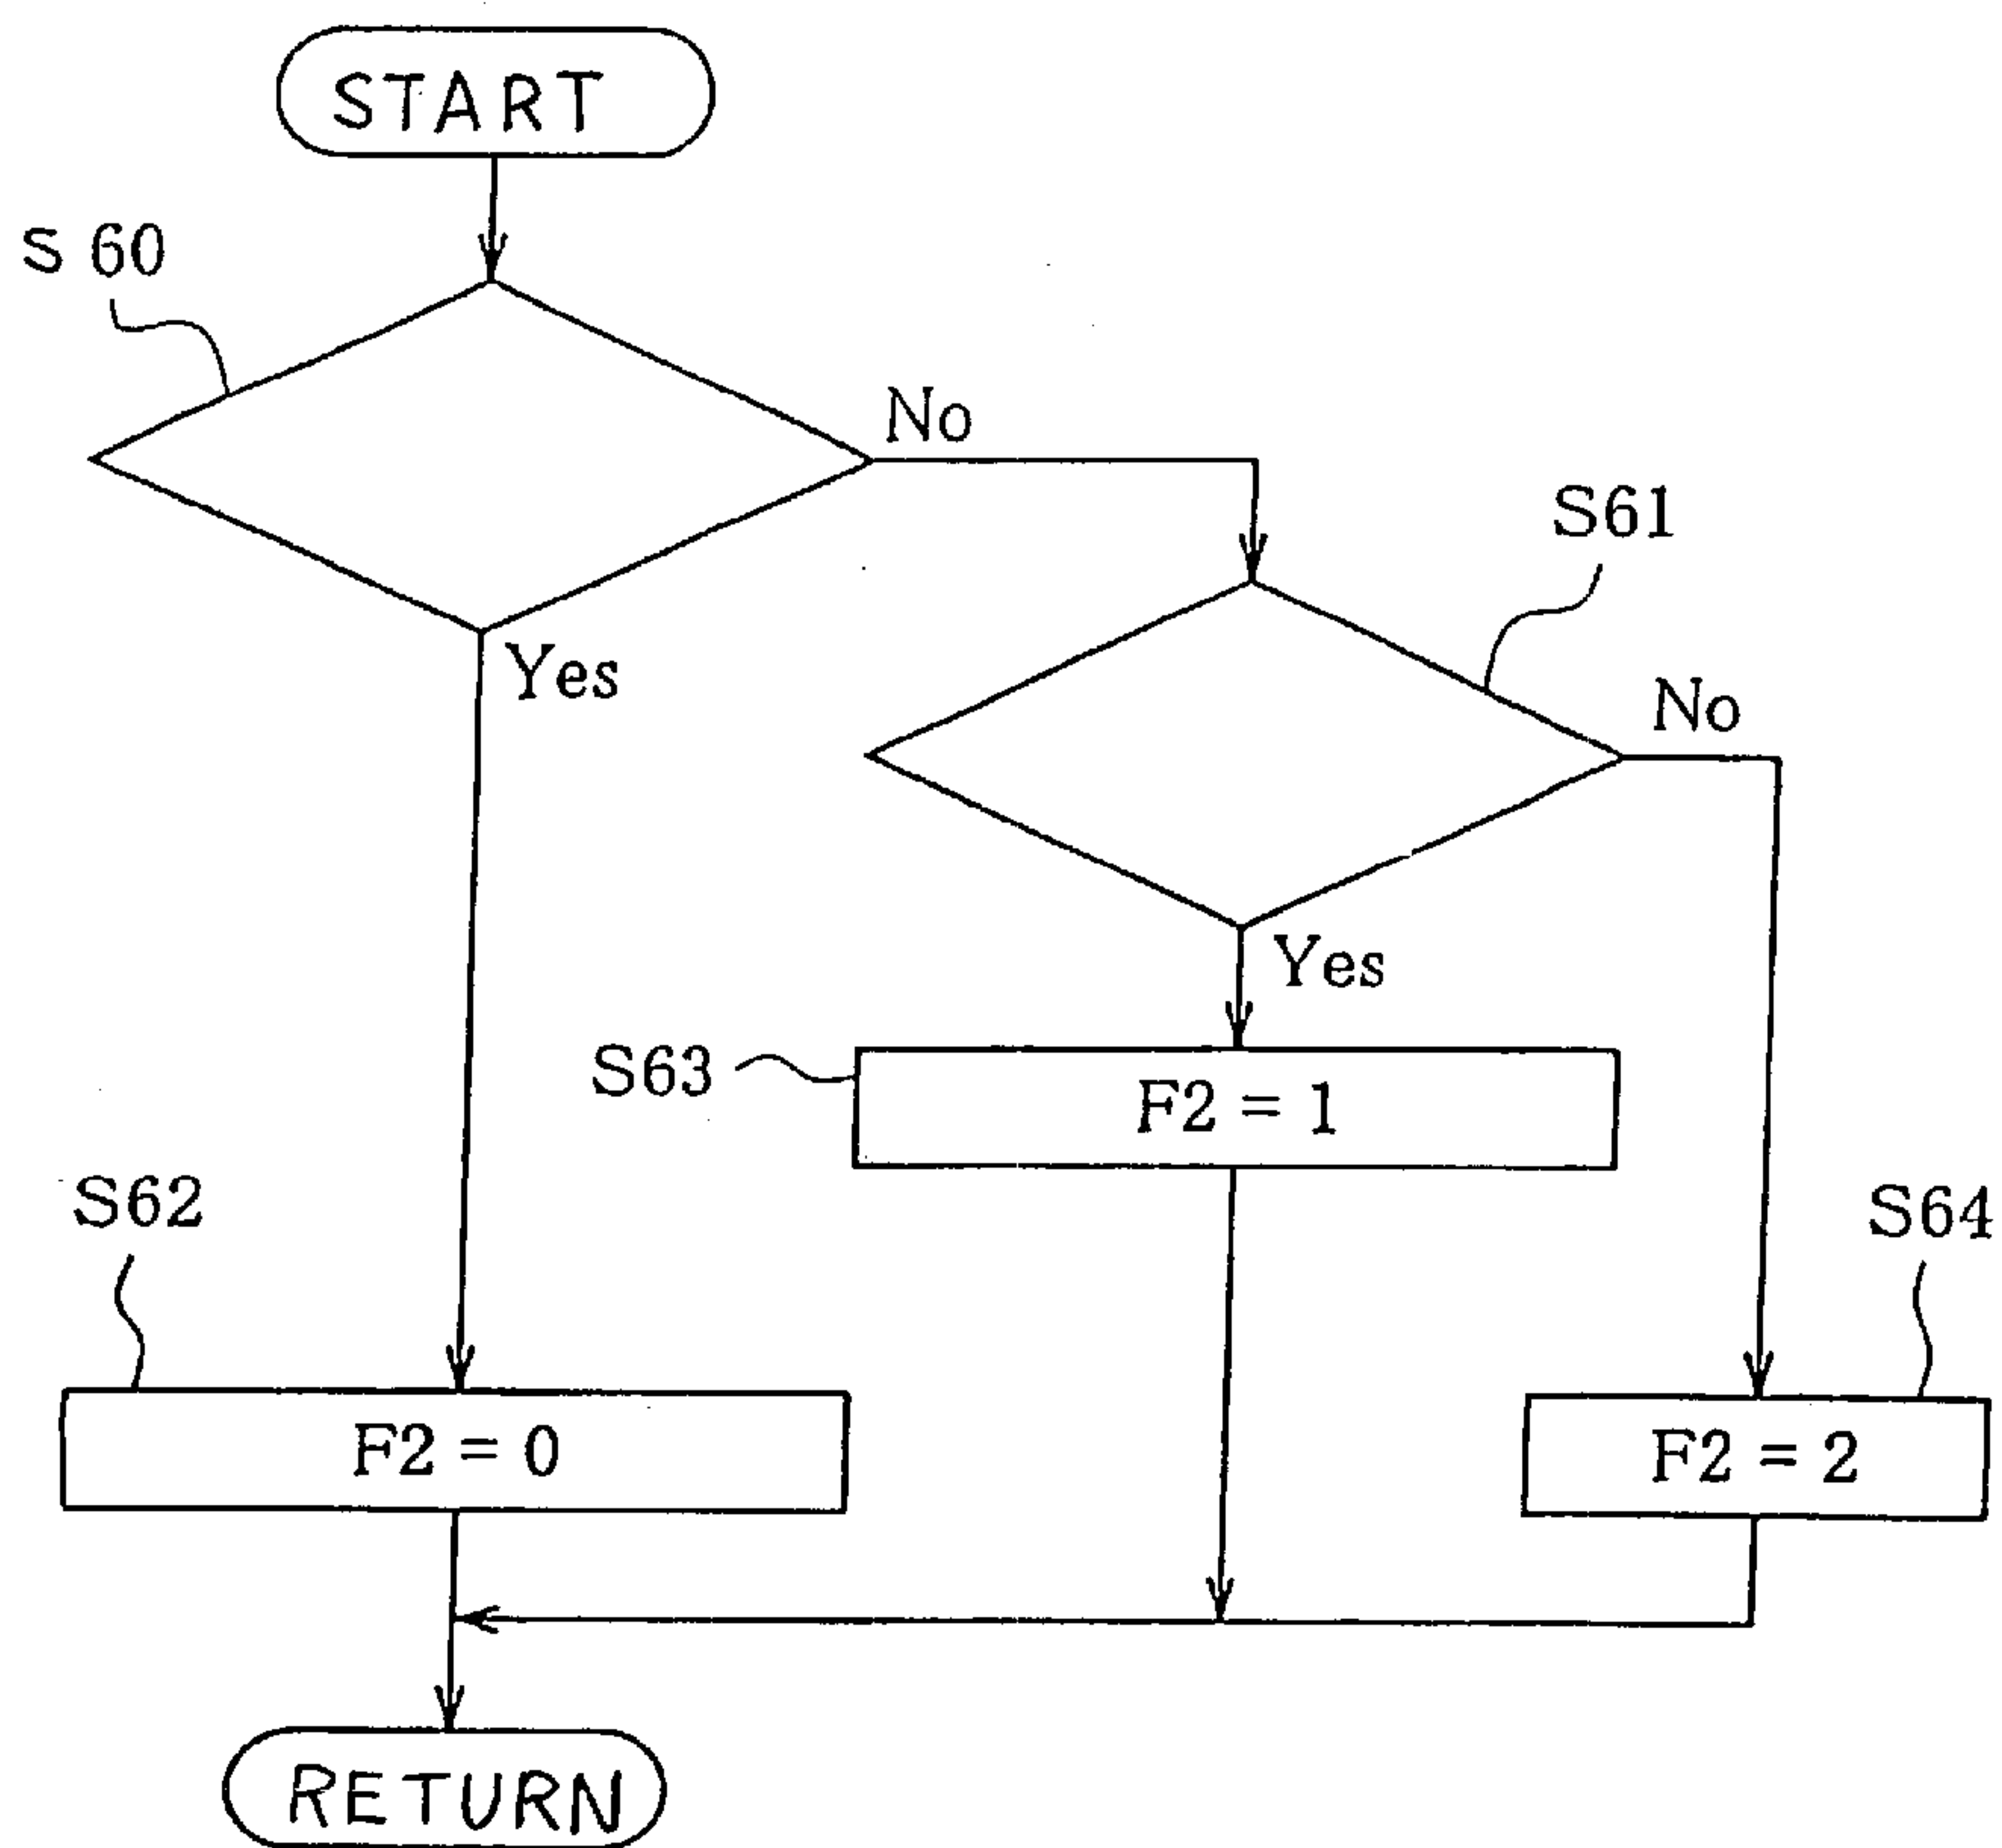 START
S 60
No
S61
Yes
No
Yes
S63
F2 = 1
S62
S64
F2 = 0
F2 = 2
RETURN